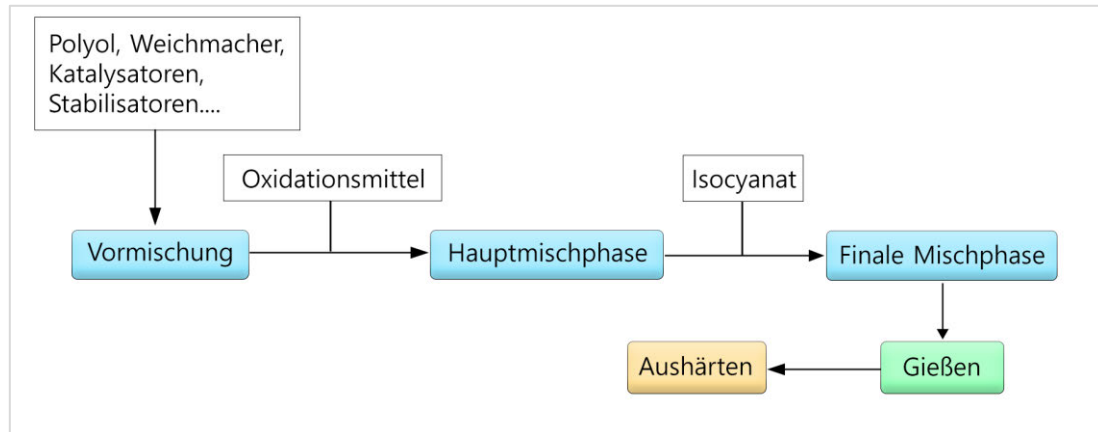 Polyol, Weichmacher,
Katalysatoren,
Stabilisatoren....
Oxidationsmittel
Isocyanat
Vormischung
Hauptmischphase
Finale Mischphase
Aushärten
Gießen